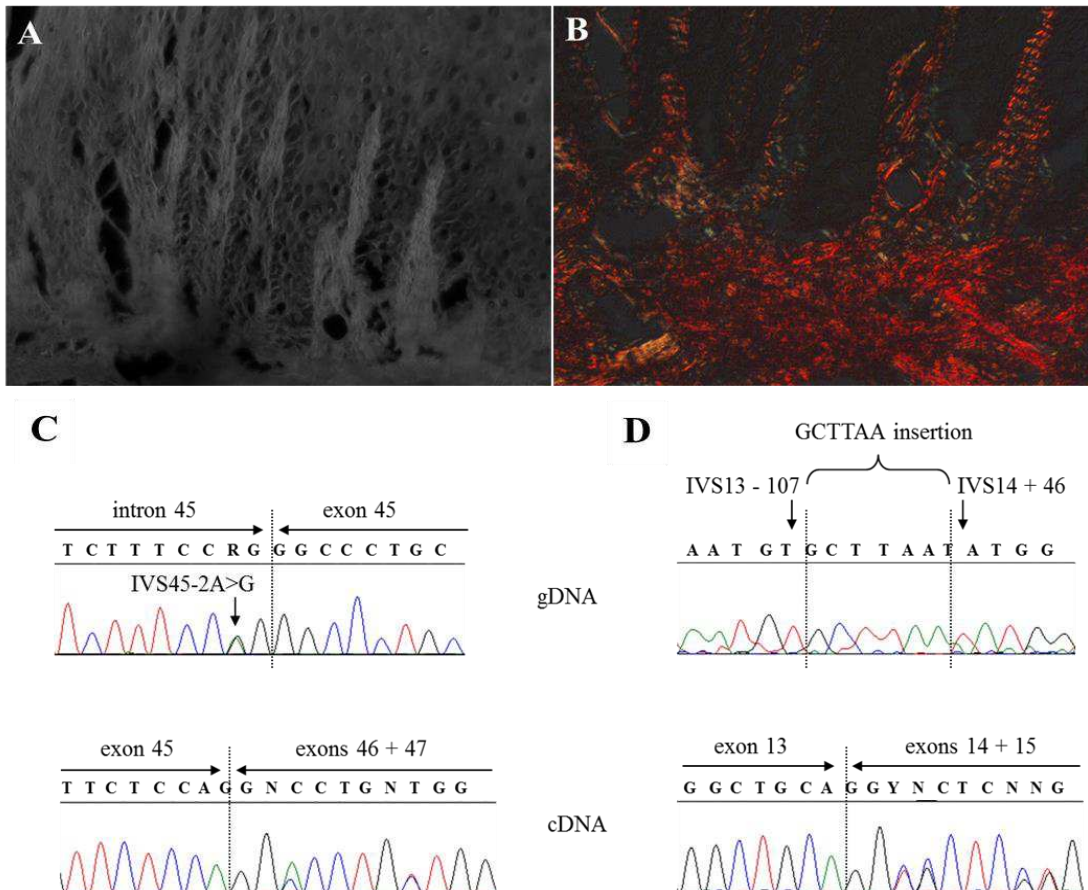 A
B
C
D
GCTTAA insertion
IVS13 - 107
IVS14 + 46
intron 45
exon 45
T C T T T C C R G G G C C C T G C
A A T G T G C T T A A T A T G G
IVS45-2A>G
gDNA
exon 45
exons 46 + 47
exon 13
exons 14 + 15
T T C T C C A G G N C C T G N T G G
G G C T G C A G G Y N C T C N N G
cDNA